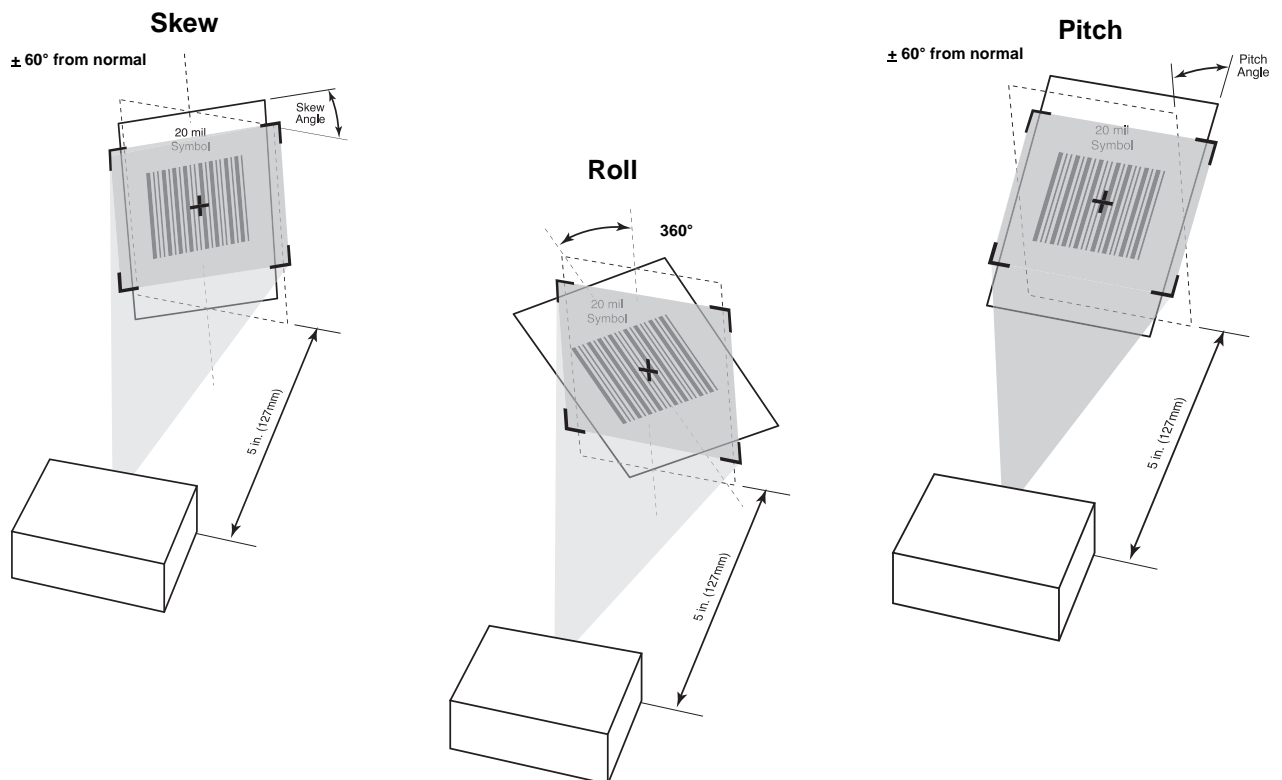 Skew
± 60° from normal
Skew
Angle
20 mil
Symbol
5 in. (127mm)
Roll
360°
20 mil
Symbol
5 in. (127mm)
Pitch
± 60° from normal
Pitch
Angle
20 mil
Symbol
5 in. (127mm)